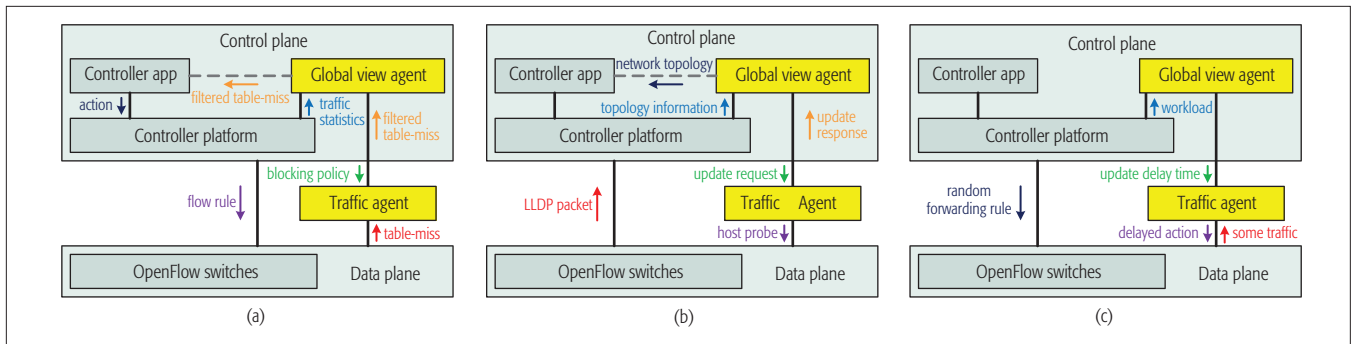 Control plane
Controller app
Global view agent
filtered table-miss
action
traffic
statistics
filtered
table-miss
Controller platform
blocking policy
flow rule
Traffic agent
table-miss
OpenFlow switches
Data plane
(a)
Control plane
Controller app
network topology
Global view agent
topology information
update
response
Controller platform
update request
LLDP packet
Traffic Agent
host probe
OpenFlow switches
Data plane
(b)
Control plane
Controller app
Global view agent
workload
Controller platform
update delay time
random
forwarding rule
Traffic agent
delayed action
some traffic
OpenFlow switches
Data plane
(c)